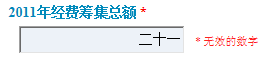 2011年经费筹集总额 *
二十一 * 无效的数字